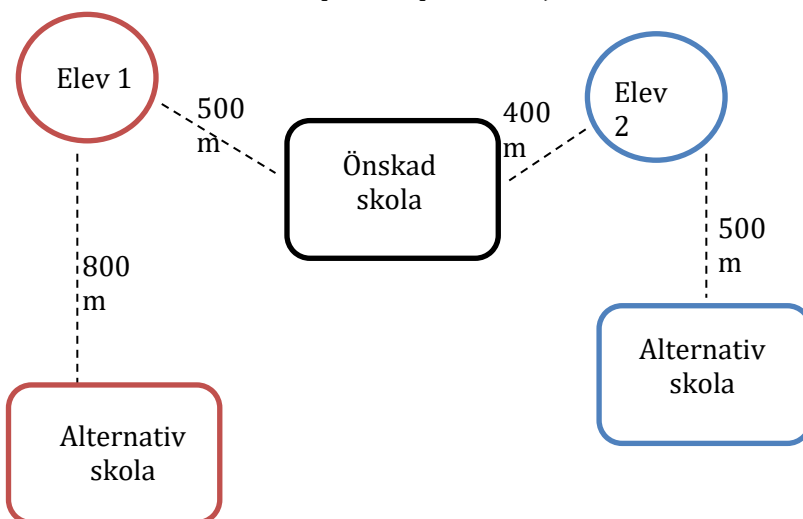 Elev 1
500
m
Önskad
skola
400
m
Elev
2
800
m
500
m
Alternativ
skola
Alternativ
skola